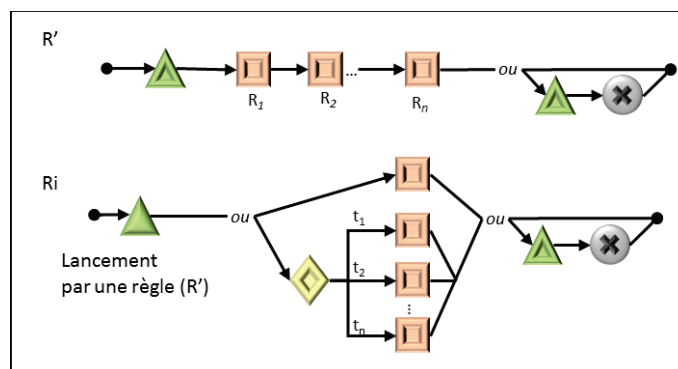 R’
ou
R1 R2 ... Rn
Ri
ou
t1
ou
Lancement
par une règle (R’)
t2
...
tn